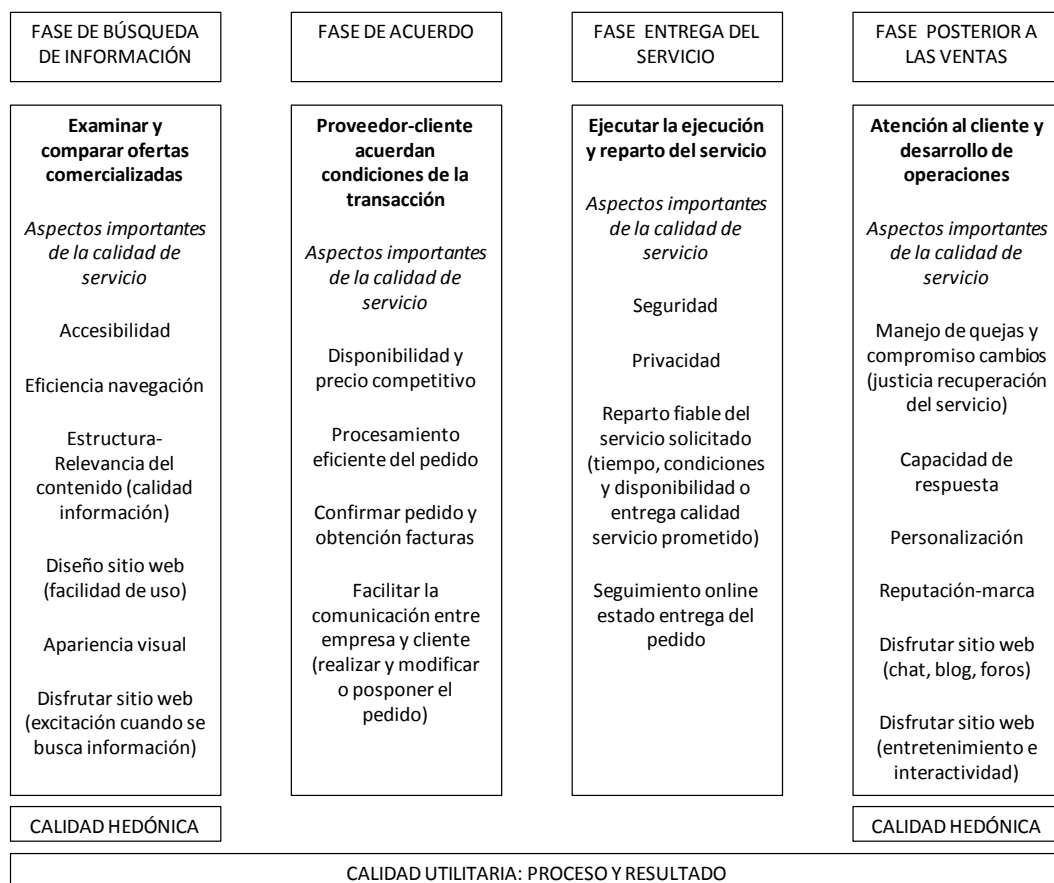 FASE DE BÚSQUEDA
DE INFORMACIÓN
FASE DE ACUERDO
FASE ENTREGA DEL
SERVICIO
FASE POSTERIOR A
LAS VENTAS
Examinar y
comparar ofertas
comercializadas
Aspectos importantes
de la calidad de
servicio
Accesibilidad
Eficiencia navegación
Estructura-
Relevancia del
contenido (calidad
información)
Diseño sitio web
(facilidad de uso)
Apariencia visual
Disfrutar sitio web
(excitación cuando se
busca información)
Proveedor-cliente
acuerdan
condiciones de la
transacción
Aspectos importantes
de la calidad de
servicio
Disponibilidad y
precio competitivo
Procesamiento
eficiente del pedido
Confirmar pedido y
obtención facturas
Facilitar la
comunicación entre
empresa y cliente
(realizar y modificar
o posponer el
pedido)
Ejecutar la ejecución
y reparto del servicio
Aspectos importantes
de la calidad de
servicio
Seguridad
Privacidad
Reparto fiable del
servicio solicitado
(tiempo, condiciones
y disponibilidad o
entrega calidad
servicio prometido)
Seguimiento online
estado entrega del
pedido
Atención al cliente y
desarrollo de
operaciones
Aspectos importantes
de la calidad de
servicio
Manejo de quejas y
compromiso cambios
(justicia recuperación
del servicio)
Capacidad de
respuesta
Personalización
Reputación-marca
Disfrutar sitio web
(chat, blog, foros)
Disfrutar sitio web
(entretenimiento e
interactividad)
CALIDAD HEDÓNICA
CALIDAD HEDÓNICA
CALIDAD UTILITARIA: PROCESO Y RESULTADO